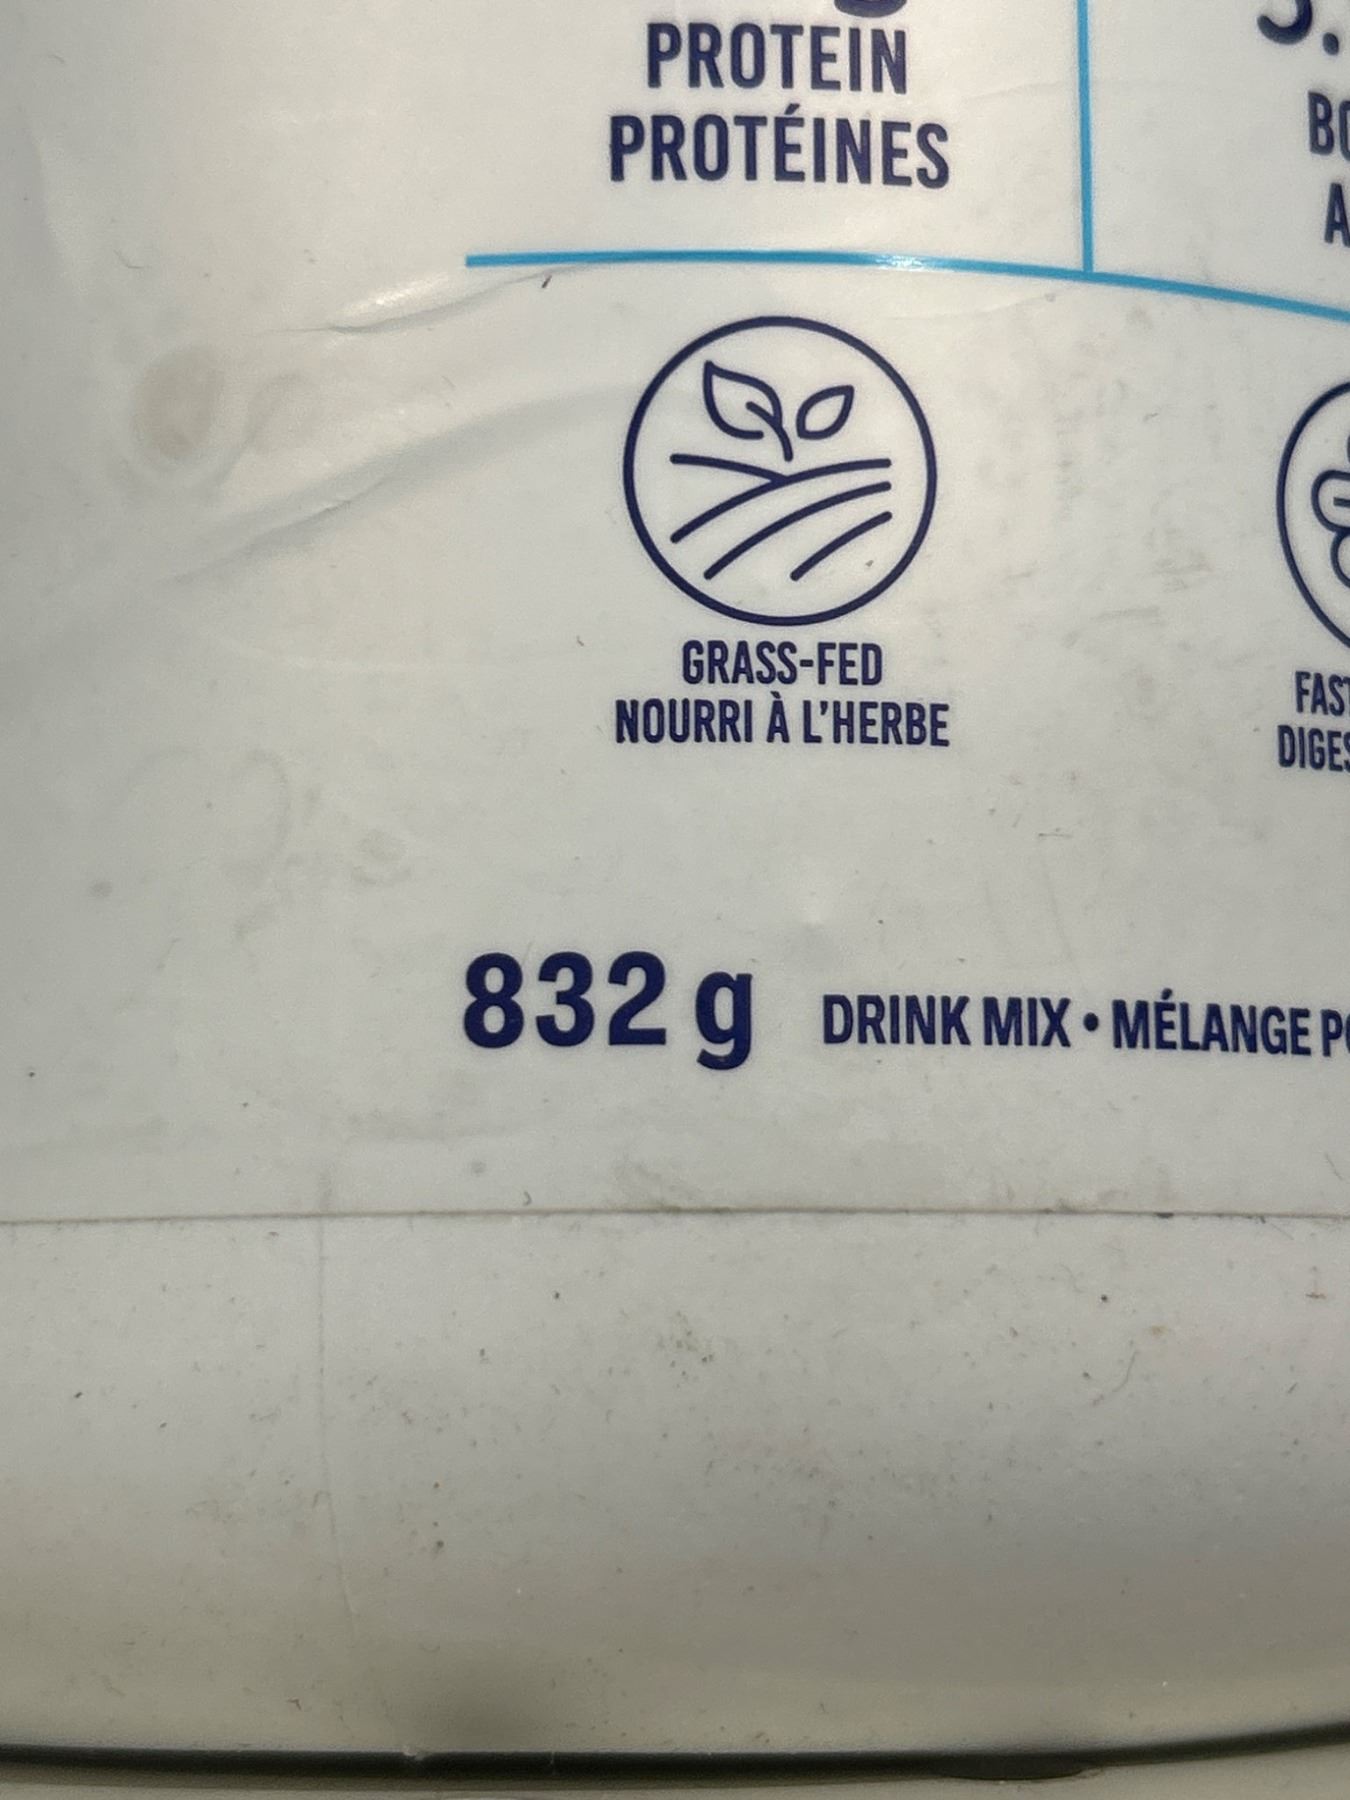 PROTEIN
PROTÉINES
GRASS-FED
NOURRI À L'HERBE
832 g DRINK MIX • MÉLANGE